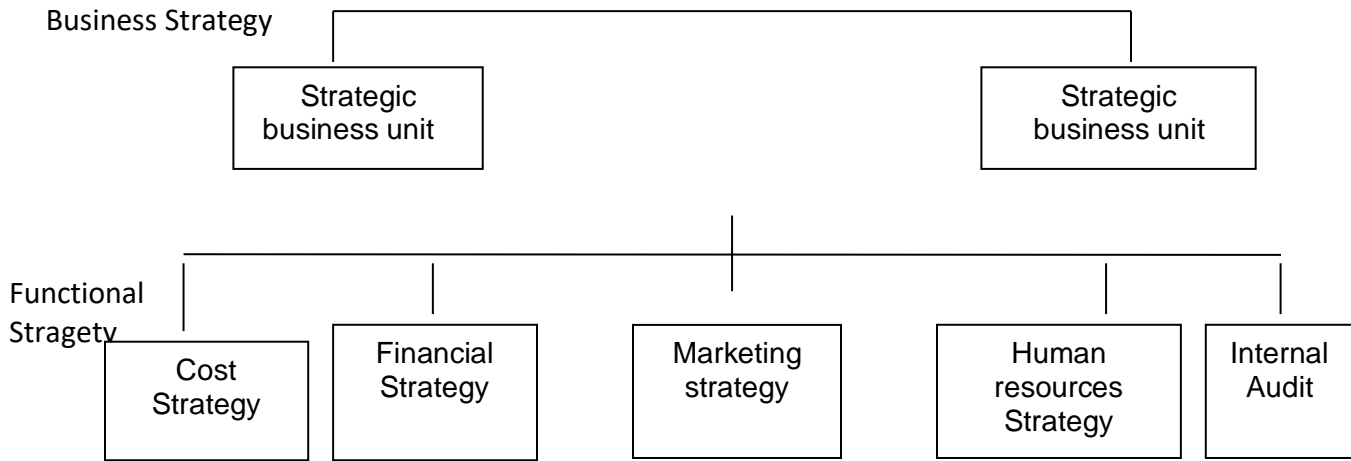 Business Strategy
Strategic
business unit
Strategic
business unit
Functional
Stragety
Cost
Strategy
Financial
Strategy
Marketing
strategy
Human
resources
Strategy
Internal
Audit